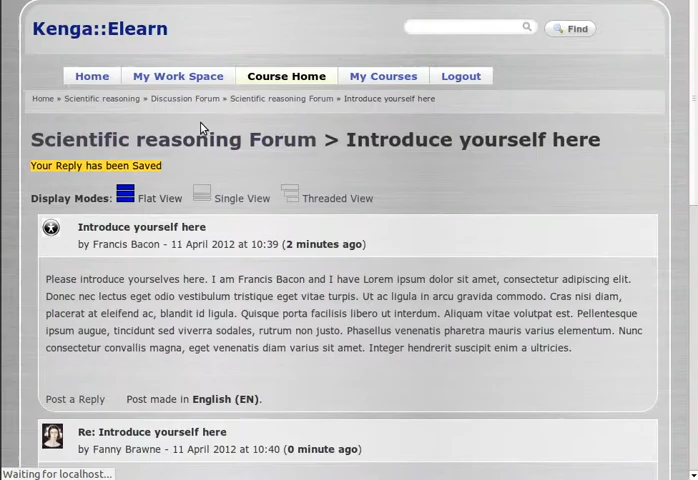 Kenga::Elearn
Find
Home My Work Space Course Home My Courses Logout
Home » Scientific reasoning » Discussion Forum » Scientific reasoning Forum » Introduce yourself here
Scientific reasoning Forum > Introduce yourself here
Your Reply has been Saved
Display Modes: Flat View Single View Threaded View
Introduce yourself here
by Francis Bacon - 11 April 2012 at 10:39 (2 minutes ago)
Please introduce yourselves here. I am Francis Bacon and I have Lorem ipsum dolor sit amet, consectetur adipiscing elit.
Donec nec lectus eget odio vestibulum tristique eget vitae turpis. Ut ac ligula in arcu gravida commodo. Cras nisi diam,
placerat at eleifend ac, blandit id ligula. Quisque porta facilisis libero ut interdum. Aliquam vitae volutpat est. Pellentesque
ipsum augue, tincidunt sed viverra sodales, rutrum non justo. Phasellus venenatis pharetra mauris varius elementum. Nunc
consectetur convallis magna, eget venenatis diam varius sit amet. Integer hendrerit suscipit enim a ultricies.
Post a Reply Post made in English (EN).
Re: Introduce yourself here
by Fanny Brawne - 11 April 2012 at 10:40 (0 minute ago)
Waiting for localhost...